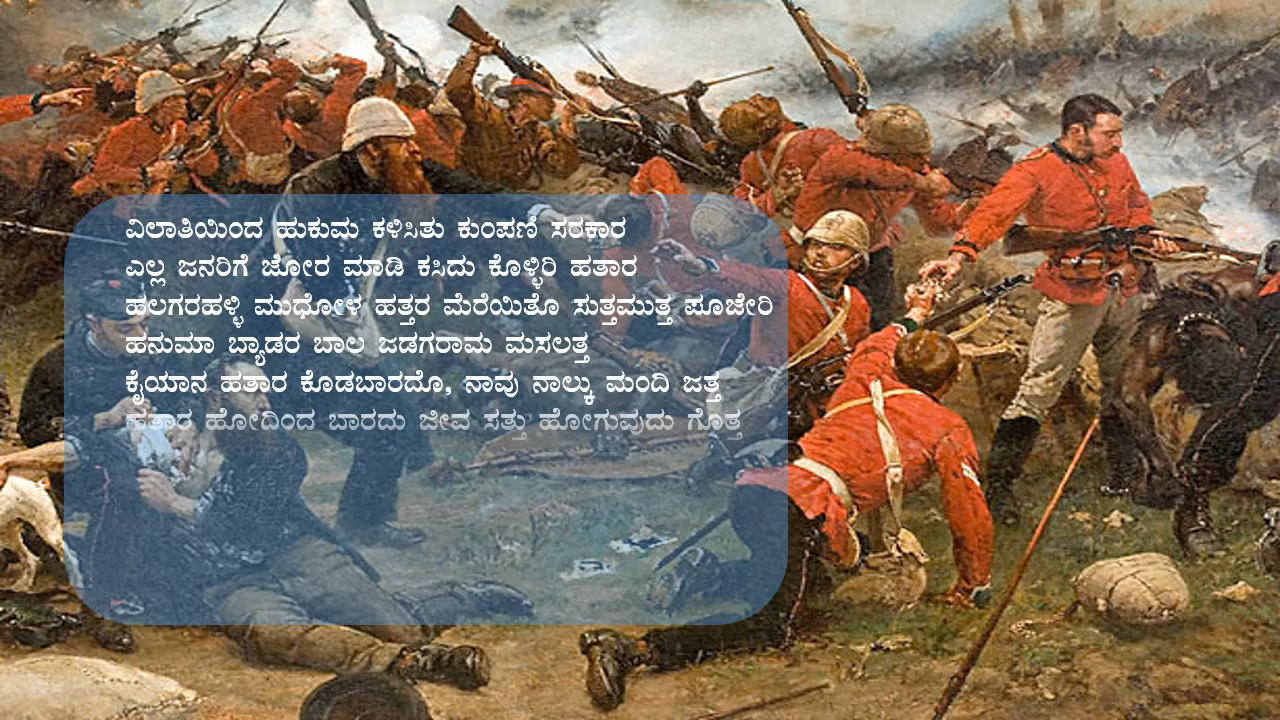 ವಿಲಾತಿಯಿಂದ ಹುಕುಮ ಕಳಿಸಿತು ಕುಂಪಣಿ ಸರಕಾರ
ಎಲ್ಲ ಜನರಿಗೆ ಜೋರ ಮಾಡಿ ಕಸಿದು ಕೊಳ್ಳಿರಿ ಹತಾರ
ಹಲಗರಹಳ್ಳಿ ಮುಧೋಳ ಹತ್ತರ ಮೆರೆಯಿತೊ ಸುತ್ತಮುತ್ತ ಪೂಜೇರಿ
ಹನುಮಾ ಬ್ಯಾಡರ ಬಾಲ ಜಡಗರಾಮ ಮಸಲತ್ತ
ಕೈಯಾನ ಹತಾರ ಕೊಡಬಾರದೊ, ನಾವು ನಾಲ್ಕು ಮಂದಿ ಜತ್ತ
ಹತಾರ ಹೋದಿಂದ ಬಾರದು ಜೀವ ಸತ್ತು ಹೋಗುವುದು ಗೊತ್ತ